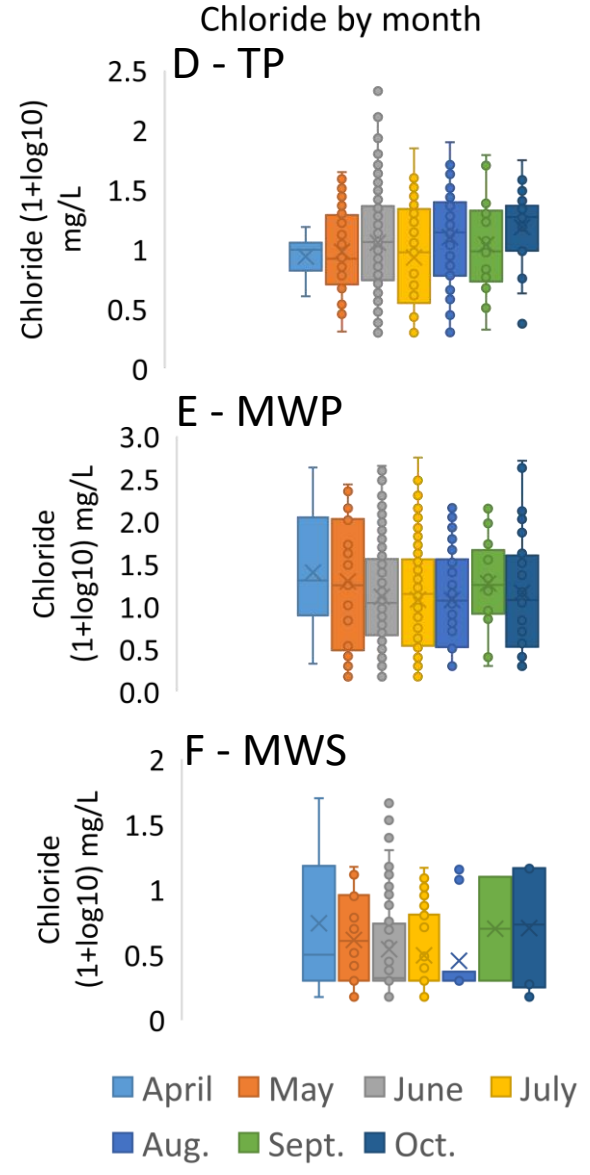 Chloride by month
D - TP
Chloride (1+log10)
mg/L
2.5
2
1.5
1
0.5
0
E - MWP
Chloride
(1+log10) mg/L
3.0
2.5
2.0
1.5
1.0
0.5
0.0
F - MWS
Chloride
(1+log10) mg/L
2
1.5
1
0.5
0
April May June July
Aug. Sept. Oct.